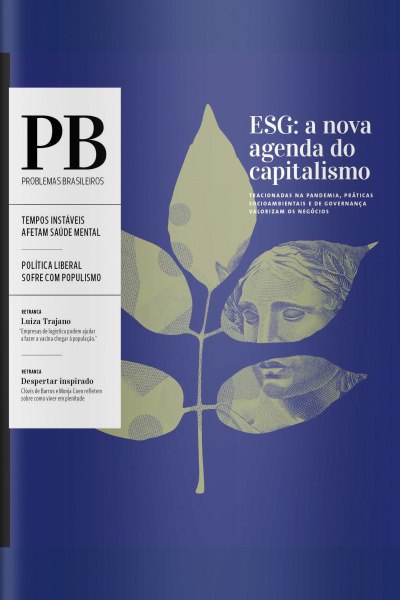 PB
PROBLEMAS BRASILEIROS
TEMPOS INSTÁVEIS
AFETAM SAÚDE MENTAL
POLÍTICA LIBERAL
SOFRE COM POPULISMO
RETRANCA
Luiza Trajano
“Empresas de logística podem ajudar
a fazer a vacina chegar à população.”
RETRANCA
Despertar inspirado
Clóvis de Barros e Monja Coen refletem
sobre como viver em plenitude
ESG: a nova
agenda do
capitalismo
TRACIONADAS NA PANDEMIA, PRÁTICAS
SOCIOAMBIENTAIS E DE GOVERNANÇA
VALORIZAM OS NEGÓCIOS